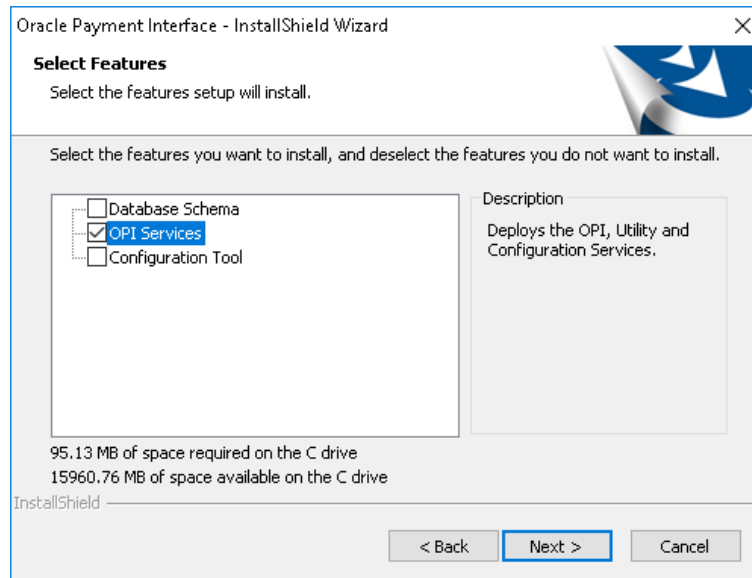 Oracle Payment Interface - InstallShield Wizard
Select Features
Select the features setup will install.
Select the features you want to install, and deselect the features you do not want to install.
Database Schema
OPI Services
Configuration Tool
Description
Deploys the OPI, Utility and
Configuration Services.
95.13 MB of space required on the C drive
15960.76 MB of space available on the C drive
InstallShield
< Back
Next >
Cancel